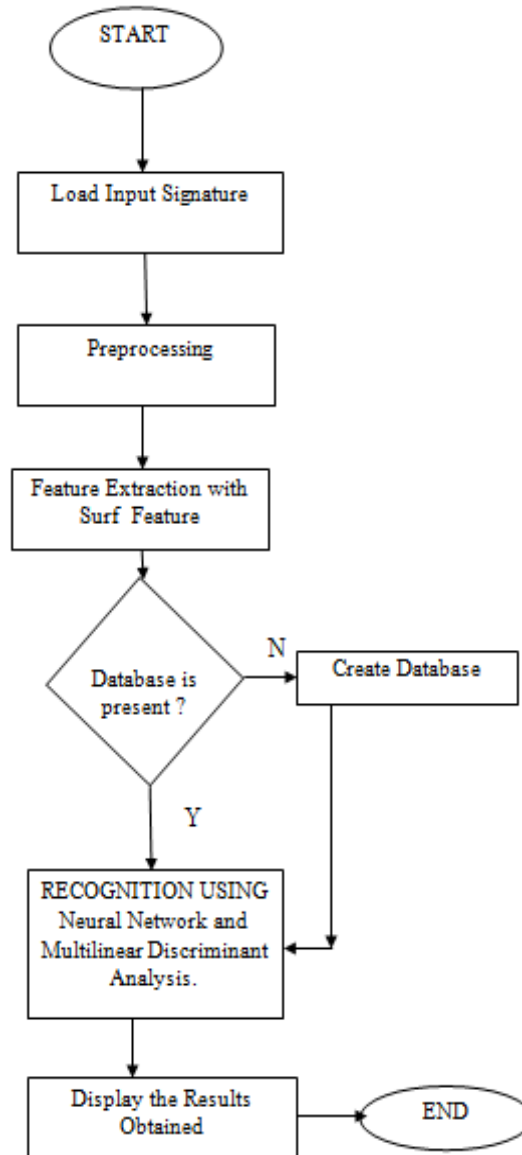 START
Load Input Signature
Preprocessing
Feature Extraction with
Surf Feature
Database is
present ?
N
Create Database
Y
RECOGNITION USING
Neural Network and
Multilinear Discriminant
Analysis.
Display the Results
Obtained
END